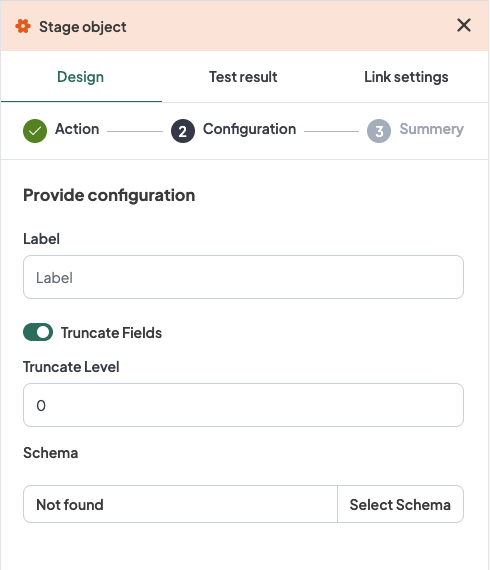 Stage object
Design Test result Link settings
Action 2 Configuration 3 Summery
Provide configuration
Label
Label
Truncate Fields
Truncate Level
0
Schema
Not found Select Schema